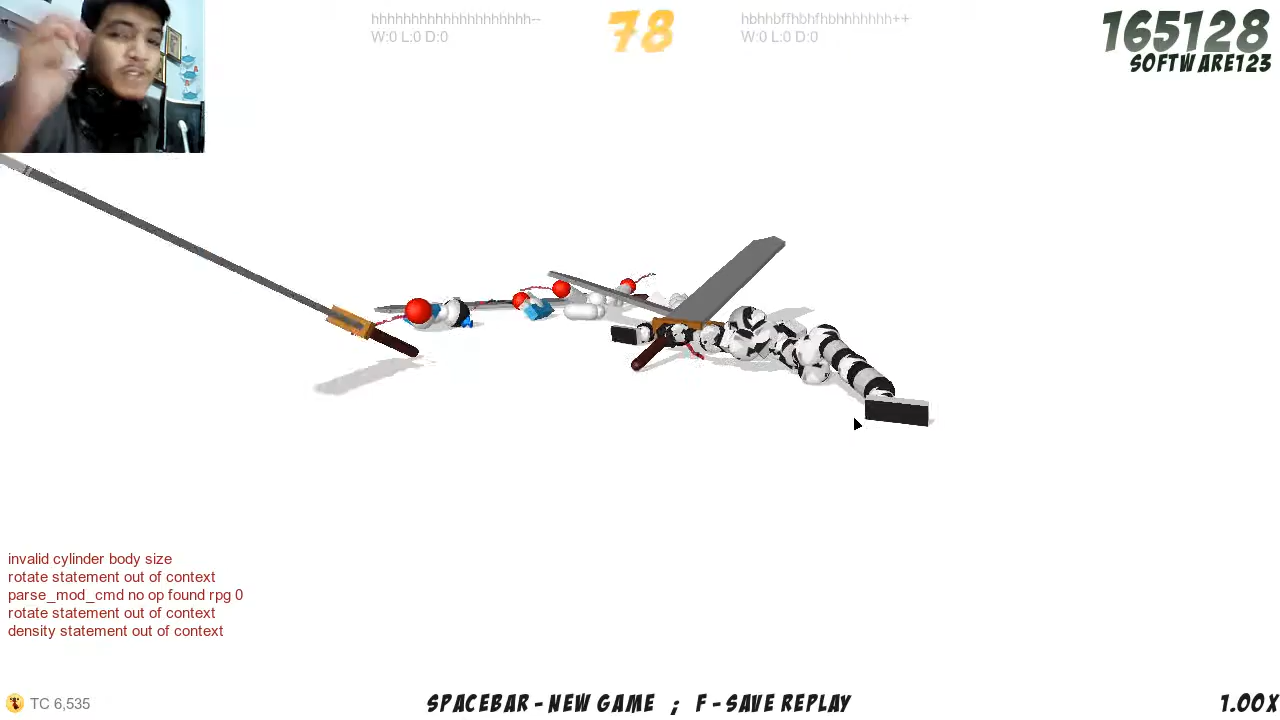 hhhhhhhhhhhhhhhhhhhh--
W:0 L:0 D:0
78
hbhhbffhbhfhbhhhhhhh++
W:0 L:0 D:0
165128
SOFTWARE123
invalid cylinder body size
rotate statement out of context
parse_mod_cmd no op found rpg 0
rotate statement out of context
density statement out of context
TC 6,535
SPACEBAR - NEW GAME ; F - SAVE REPLAY
1.00X